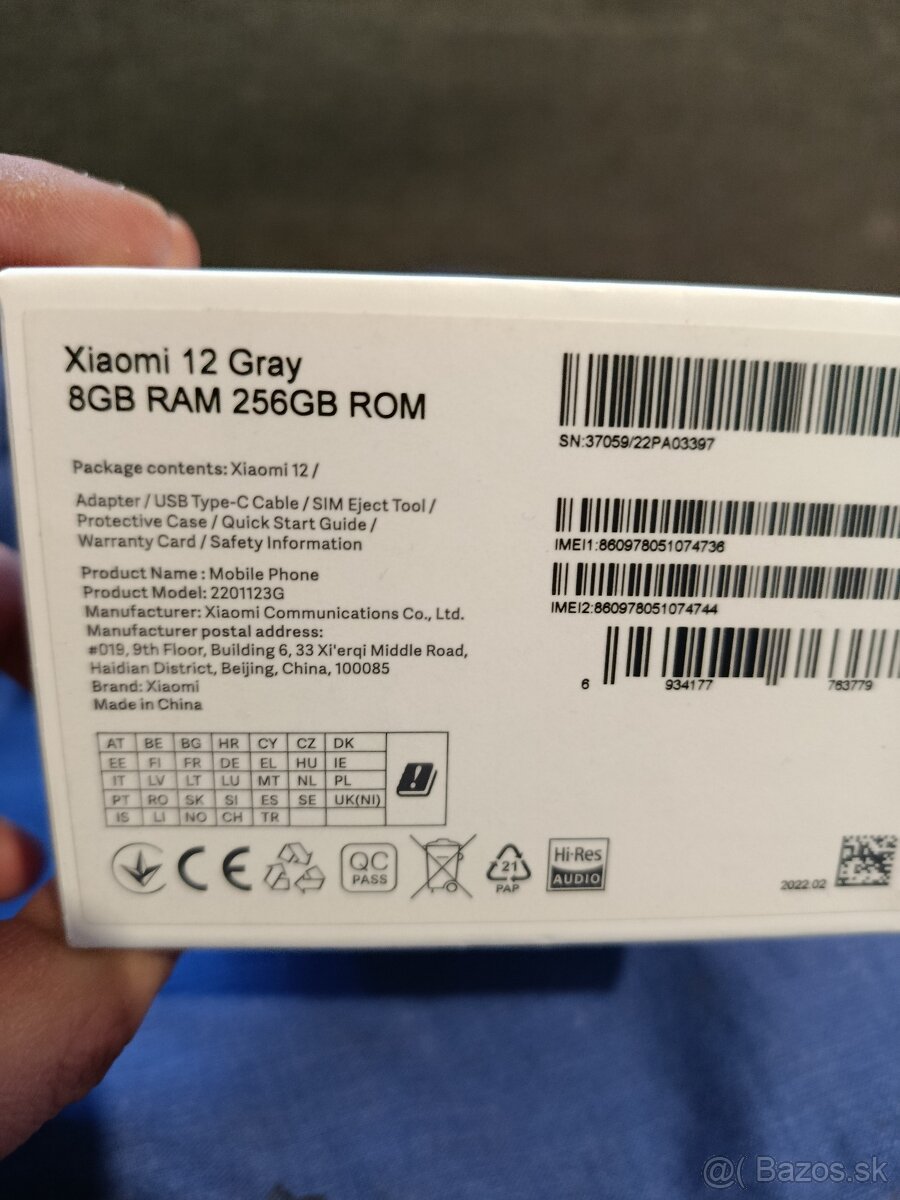 Xiaomi 12 Gray
8GB RAM 256GB ROM
Package contents: Xiaomi 12 /
Adapter / USB Type-C Cable / SIM Eject Tool /
Protective Case / Quick Start Guide /
Warranty Card / Safety Information
Product Name : Mobile Phone
Product Model: 2201123G
Manufacturer: Xiaomi Communications Co., Ltd.
Manufacturer postal address:
#019, 9th Floor, Building 6, 33 Xi'erqi Middle Road,
Haidian District, Beijing, China, 100085
Brand: Xiaomi
Made in China
SN:37059/22PA03397
IMEI1:860978051074736
IMEI2:860978051074744
6 934177 763779
AT BE BG HR CY CZ DK
EE FI FR DE EL HU IE
IT LV LT LU MT NL PL
PT RO SK SI ES SE UK(NI)
IS LI NO CH TR
CE
QC
PASS
21
PAP
Hi-Res
AUDIO
2022.02
@( Bazos.sk